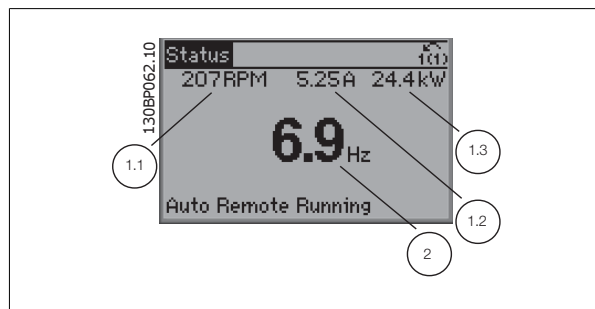 130BP062.10
Status
1(1)
207RPM 5.25A 24.4kW
6.9Hz
Auto Remote Running
1.1
1.3
1.2
2